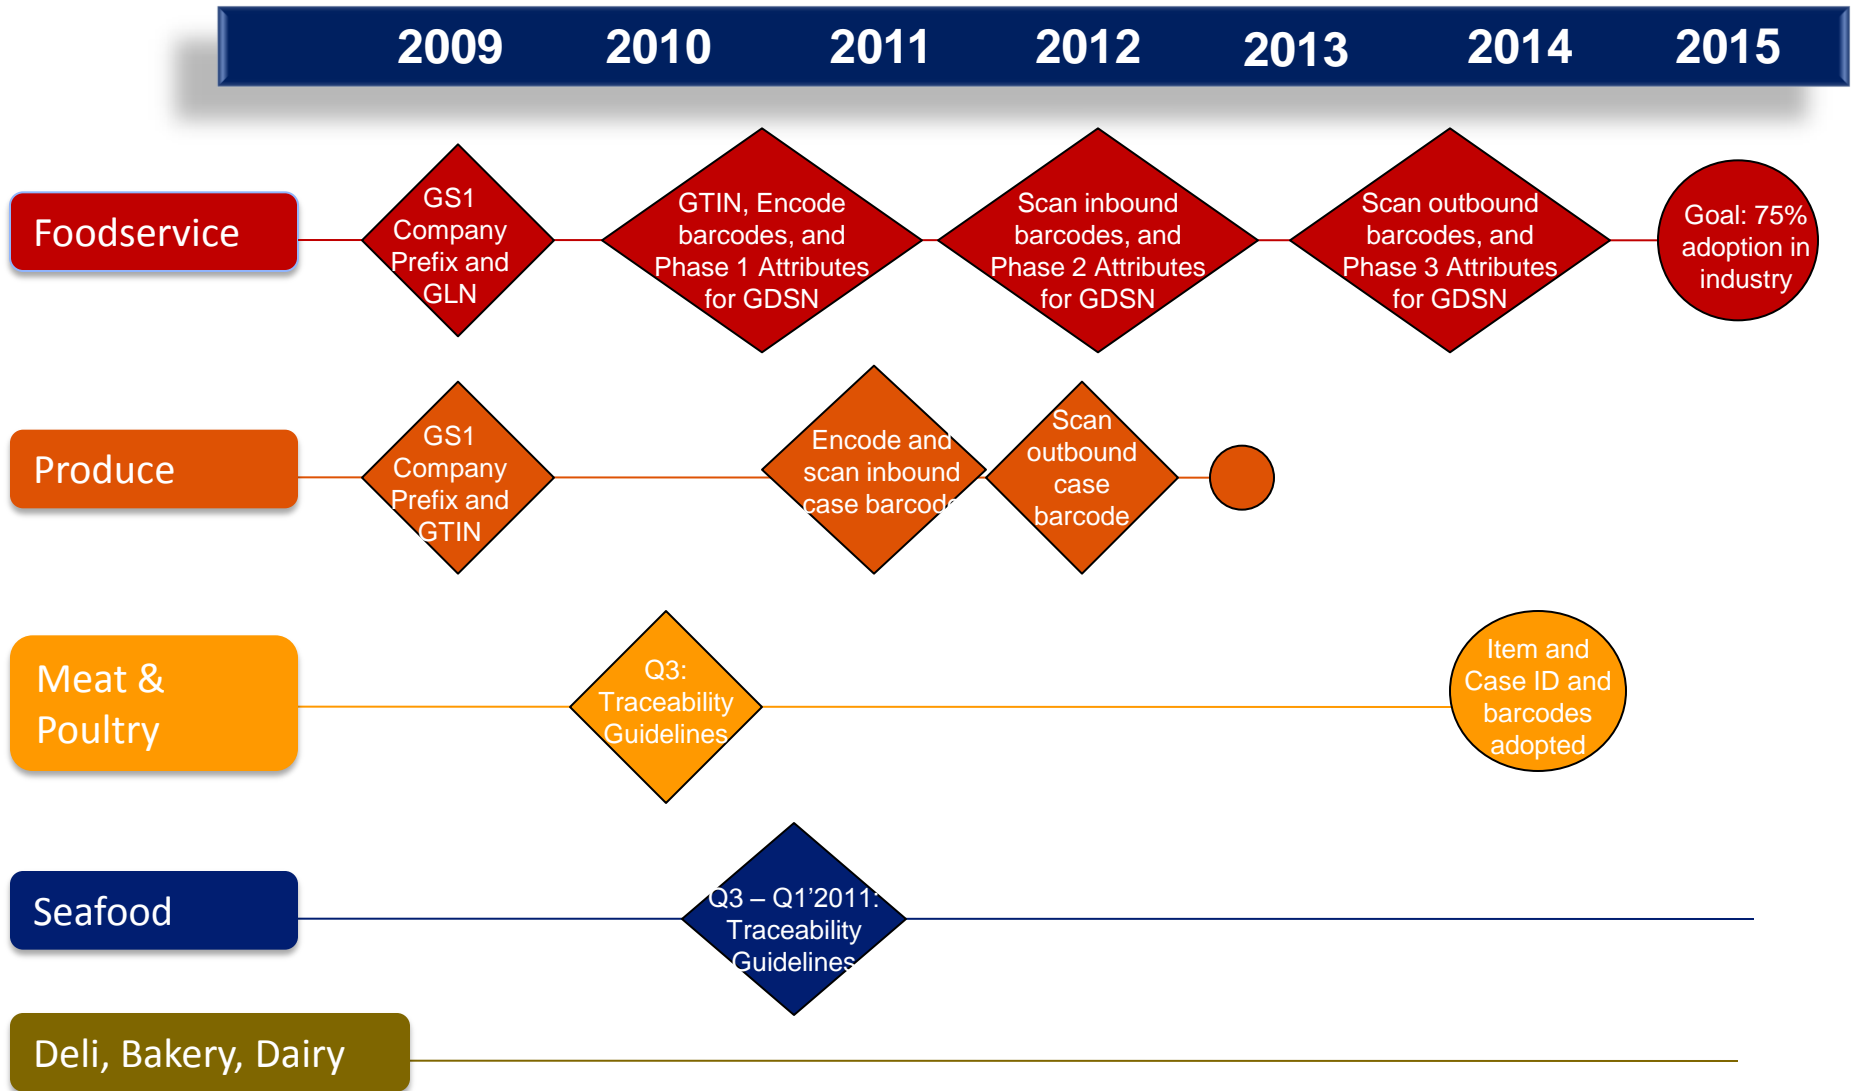 2009 2010 2011 2012 2013 2014 2015
Foodservice
GS1
Company
Prefix and
GLN
GTIN, Encode
barcodes, and
Phase 1 Attributes
for GDSN
Scan inbound
barcodes, and
Phase 2 Attributes
for GDSN
Scan outbound
barcodes, and
Phase 3 Attributes
for GDSN
Goal: 75%
adoption in
industry
Produce
GS1
Company
Prefix and
GTIN
Encode and
scan inbound
case barcode
Scan
outbound
case
barcode
Meat &
Poultry
Q3:
Traceability
Guidelines
Item and
Case ID and
barcodes
adopted
Seafood
Q3 – Q1’2011:
Traceability
Guidelines
Deli, Bakery, Dairy